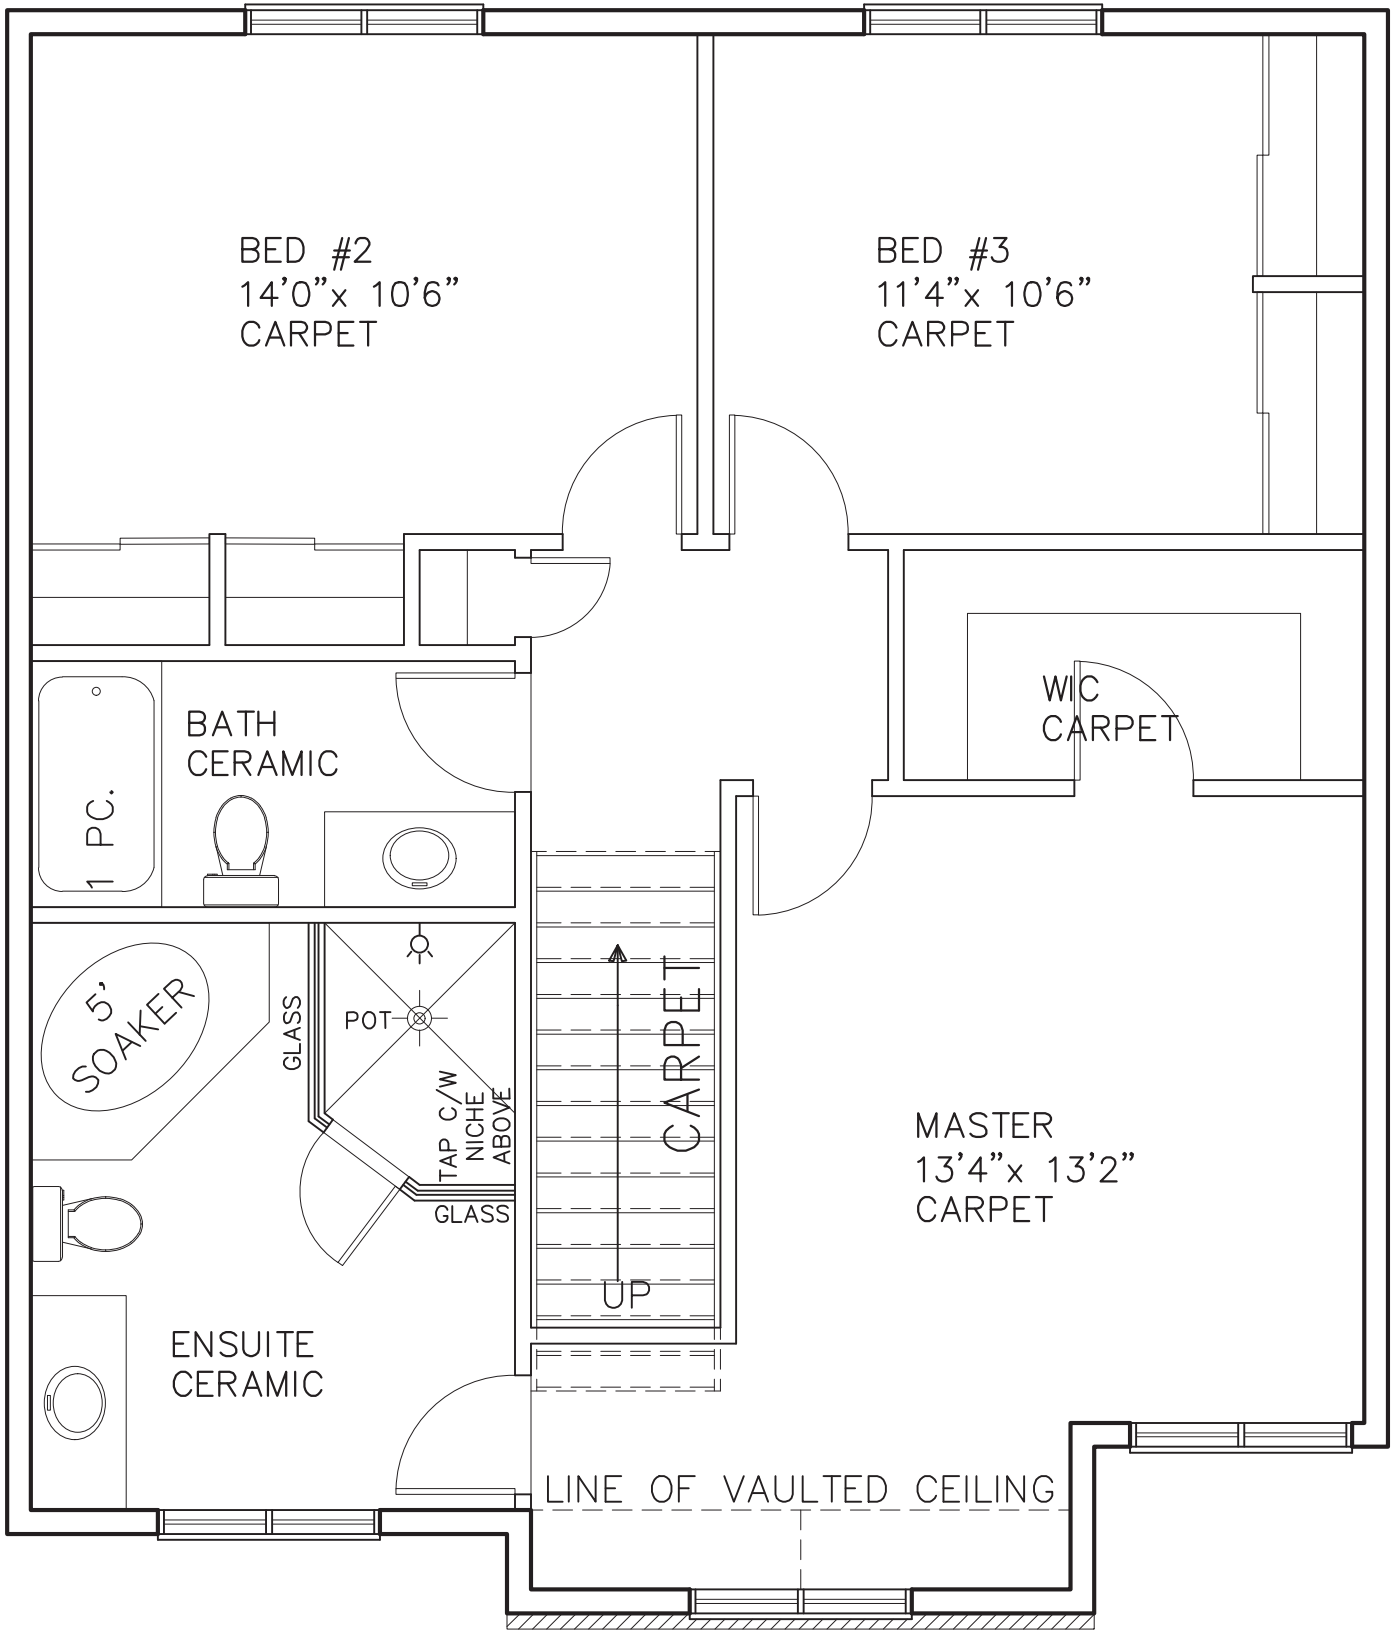 BED #2
14'0"x 10'6"
CARPET
BED #3
11'4"x 10'6"
CARPET
WIC
CARPET
BATH
CERAMIC
1 PC.
5'
SOAKER
GLASS
POT
TAP C/W
NICHE
ABOVE
GLASS
CARPET
UP
MASTER
13'4"x 13'2"
CARPET
ENSUITE
CERAMIC
LINE OF VAULTED CEILING